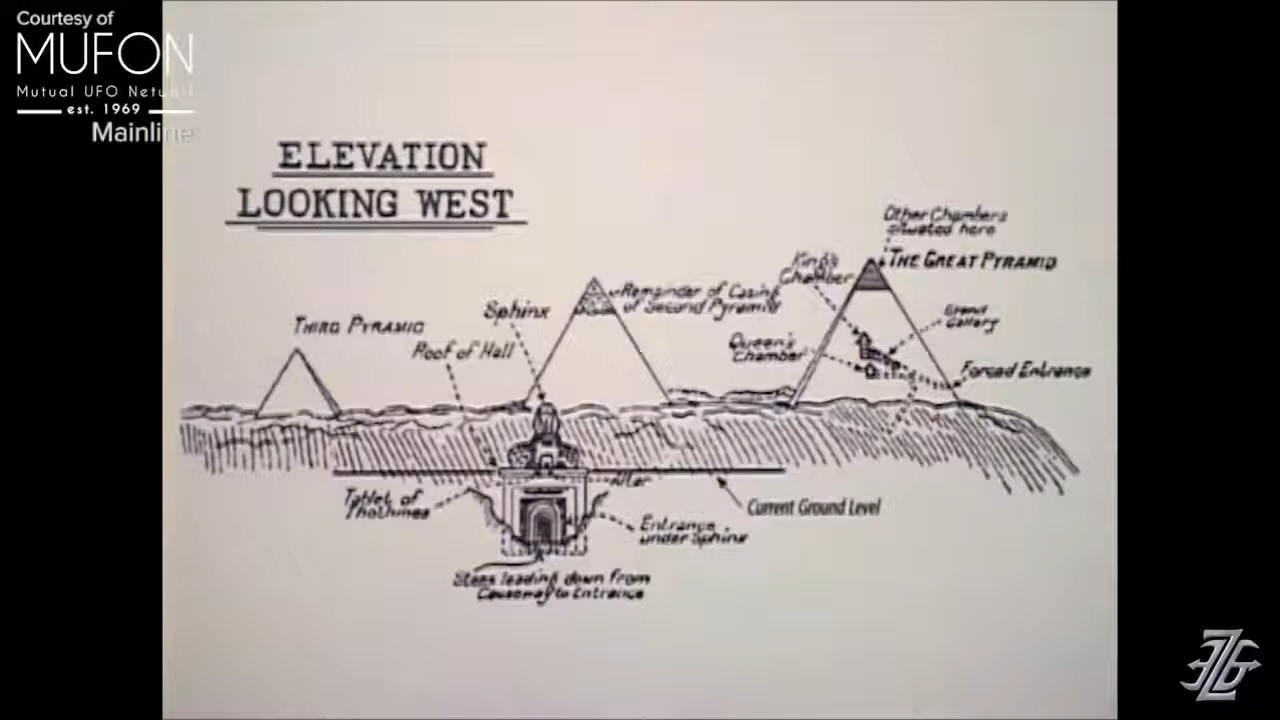 Courtesy of
MUFON
Mutual UFO Network
est. 1969
Mainline
ELEVATION
LOOKING WEST
Other Chambers
situated here
THE GREAT PYRAMID
King's
Chamber
Remainder of Casing
of Second Pyramid
Sphinx
Grand
Gallery
THIRD PYRAMID
Roof of Hall
Queen's
Chamber
Forced Entrance
Altar
Tablet of
Thothmes
Current Ground Level
Entrance
under Sphinx
Steps leading down from
Causeway to Entrance